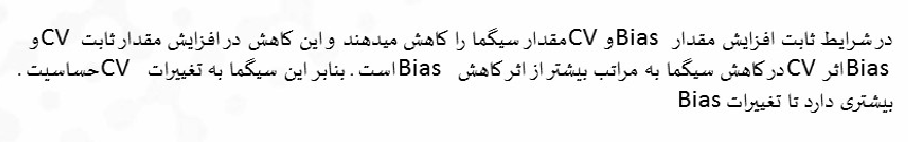 در شرایط ثابت افزایش مقدار Bias و CV مقدار سیگما را کاهش میدهند و این کاهش در افزایش مقدار ثابت CV و
Bias اثر CV در کاهش سیگما به مراتب بیشتر از اثر کاهش Bias است . بنابر این سیگما به تغییرات CV حساسیت .
بیشتری دارد تا تغییرات Bias